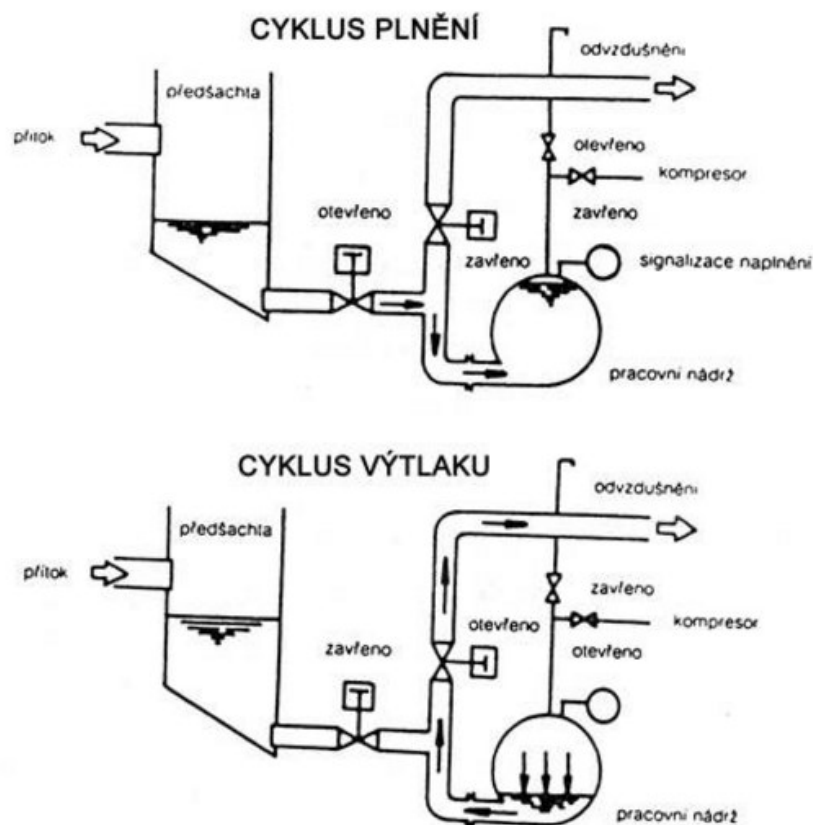 CYKLUS PLNĚNÍ
odvzdušnění
předšachta
přítok
otevřeno
kompresor
otevřeno
zavřeno
zavřeno
signalizace naplnění
pracovní nádrž
CYKLUS VÝTLAKU
odvzdušnění
předšachta
přítok
zavřeno
kompresor
otevřeno
zavřeno
otevřeno
pracovní nádrž